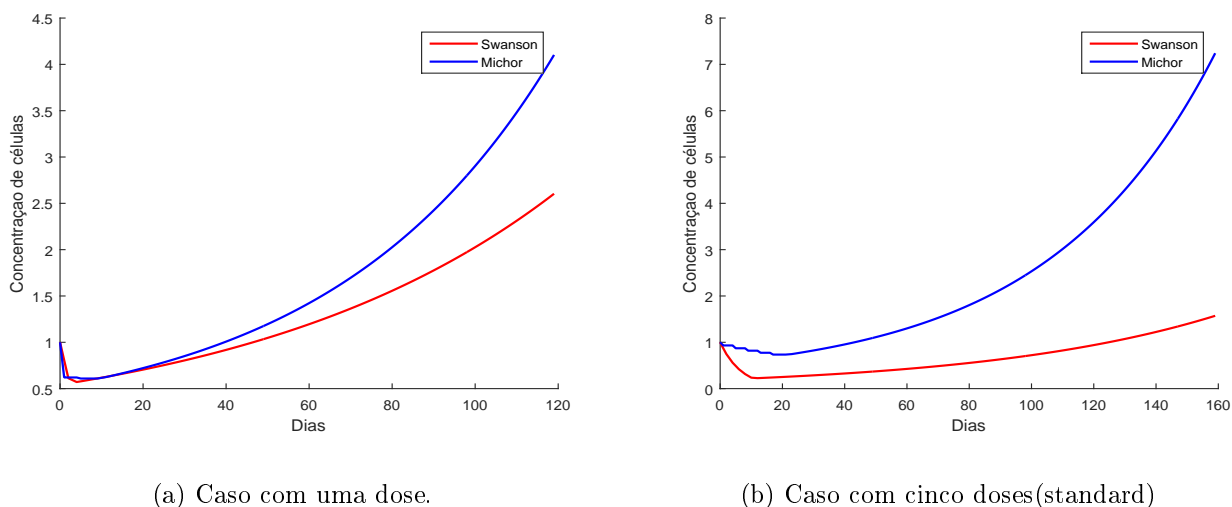 4.5
4
3.5
3
2.5
2
1.5
1
0.5
0 20 40 60 80 100 120
Dias
Concentraçao de células
Swanson
Michor
(a) Caso com uma dose.
8
7
6
5
4
3
2
1
0
0 20 40 60 80 100 120 140 160
Dias
Concentraçao de células
Swanson
Michor
(b) Caso com cinco doses(standard)